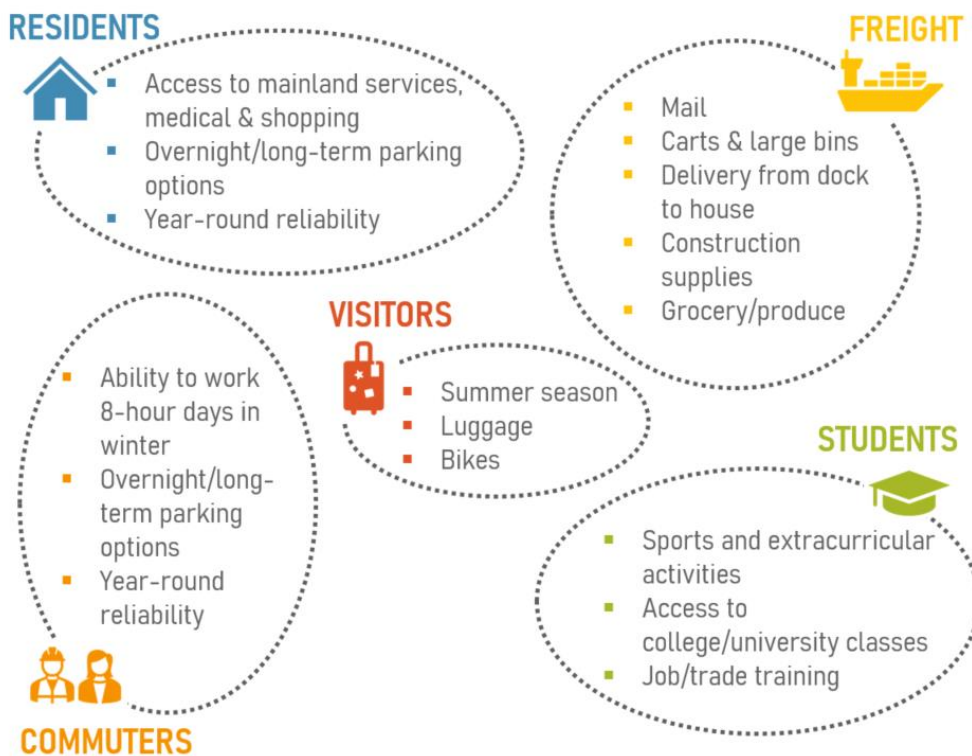 RESIDENTS
Access to mainland services,
medical & shopping
Overnight/long-term parking
options
Year-round reliability
FREIGHT
Mail
Carts & large bins
Delivery from dock
to house
Construction
supplies
Grocery/produce
VISITORS
Summer season
Luggage
Bikes
Ability to work
8-hour days in
winter
Overnight/long-
term parking
options
Year-round
reliability
COMMUTERS
STUDENTS
Sports and extracurricular
activities
Access to
college/university classes
Job/trade training